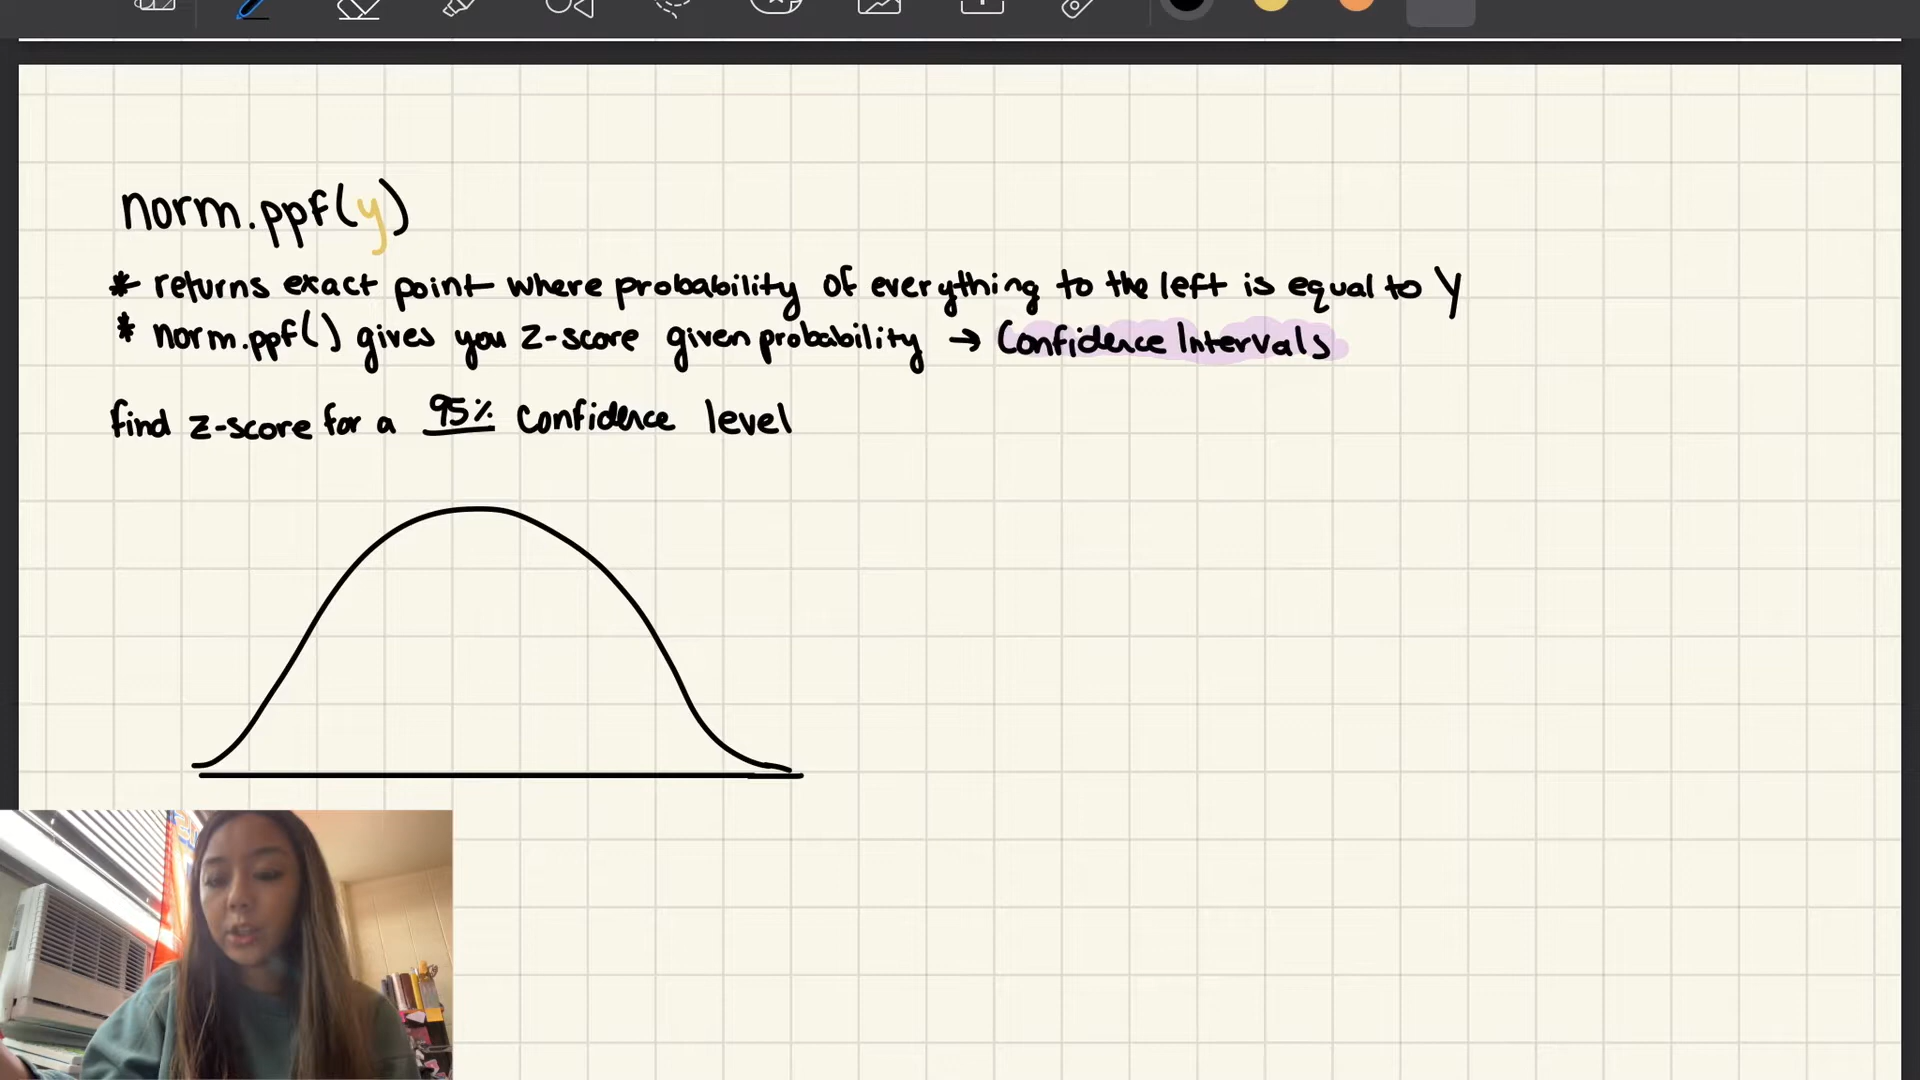 norm.ppf(y)
* returns exact point where probability of everything to the left is equal to Y
* norm.ppf() gives you z-score given probability → Confidence Intervals
find z-score for a 95% confidence level